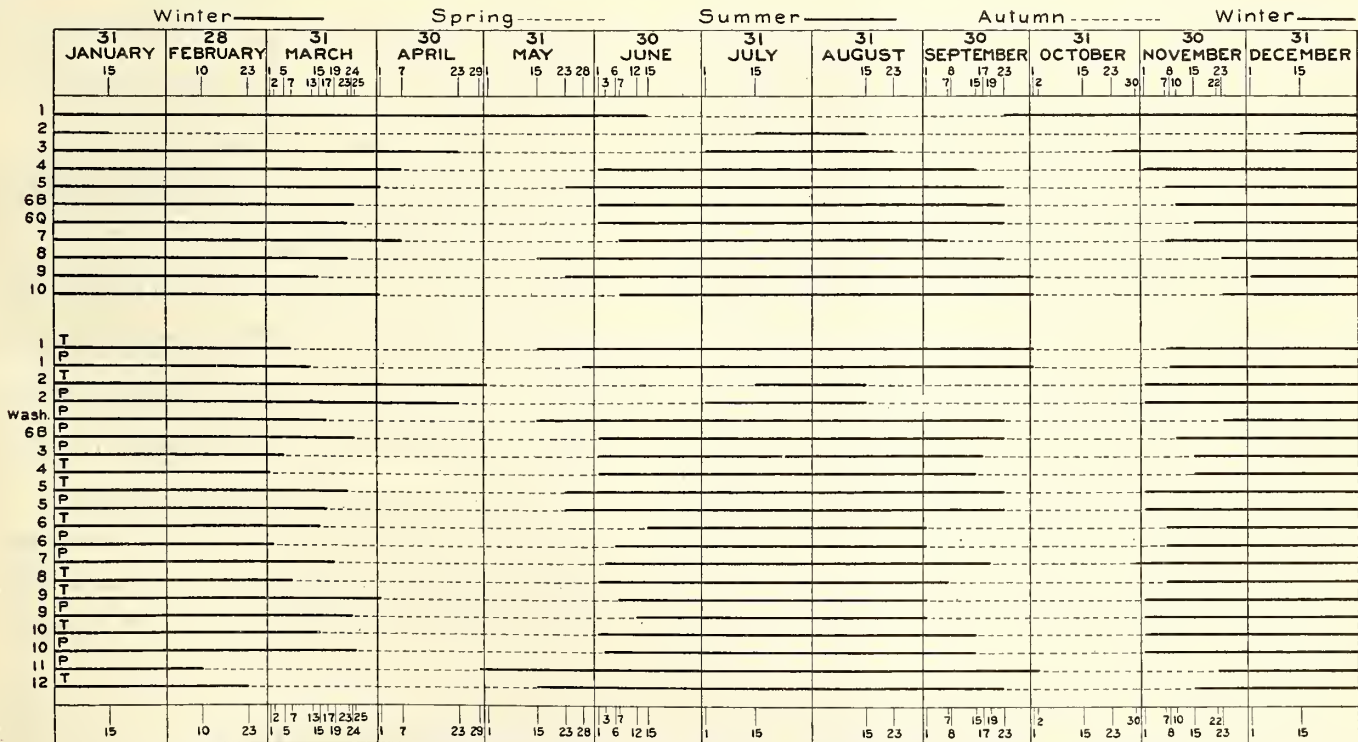 Winter Spring Summer Autumn Winter
31 28 31 30 31 30 31 31 30 31 30 31
JANUARY FEBRUARY MARCH APRIL MAY JUNE JULY AUGUST SEPTEMBER OCTOBER NOVEMBER DECEMBER
15 10 23 1 5 15 19 24 1 7 23 29 1 15 23 28 1 6 12 15 1 15 15 23 1 8 17 23 1 15 23 8 15 23 1 15
2 7 13 17 23 25 3 7 7 15 19 2 30 7 10 22
1
2
3
4
5
6B
6Q
7
8
9
10
1 T
1 P
2 T
2 P
Wash. P
6B P
3 P
4 T
5 T
5 P
6 T
6 P
7 P
8 T
9 T
9 P
10 T
10 P
11 P
12 T
2 7 13 17 23 25 3 7 7 15 19 2 30 7 10 22
15 10 23 1 5 15 19 24 1 7 23 29 1 15 23 28 1 6 12 15 1 15 15 23 1 8 17 23 1 15 23 1 8 15 23 1 15